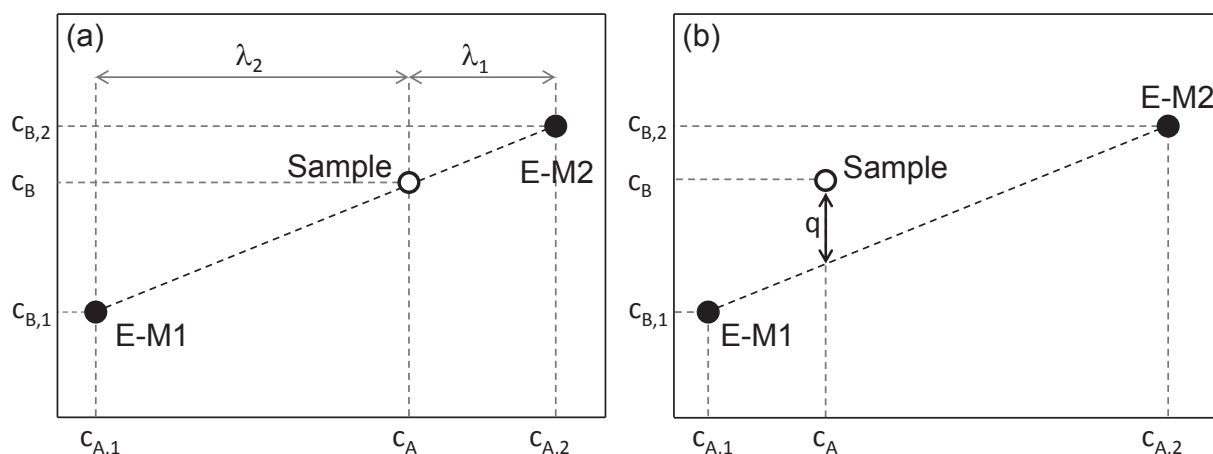 (a)
λ2
λ1
cB,2
cB
cB,1
Sample
E-M2
E-M1
cA,1
cA
cA,2
(b)
E-M2
cB,2
cB
cB,1
Sample
q
E-M1
cA,1
cA
cA,2